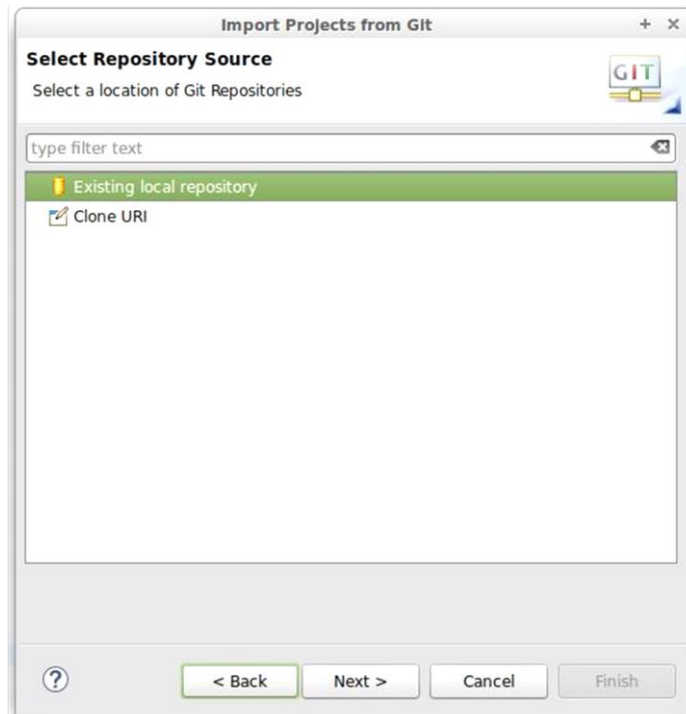 Import Projects from Git
Select Repository Source
Select a location of Git Repositories
GIT
type filter text
Existing local repository
Clone URI
?
< Back
Next >
Cancel
Finish